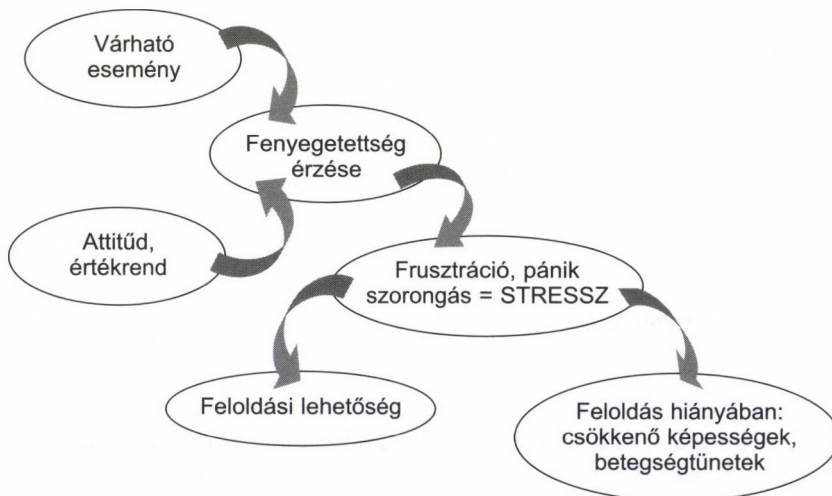 Várható
esemény
Fenyegetettség
érzése
Attitűd,
értékrend
Frusztráció, pánik
szorongás = STRESSZ
Feloldási lehetőség
Feloldás hiányában:
csökkenő képességek,
betegségtünetek